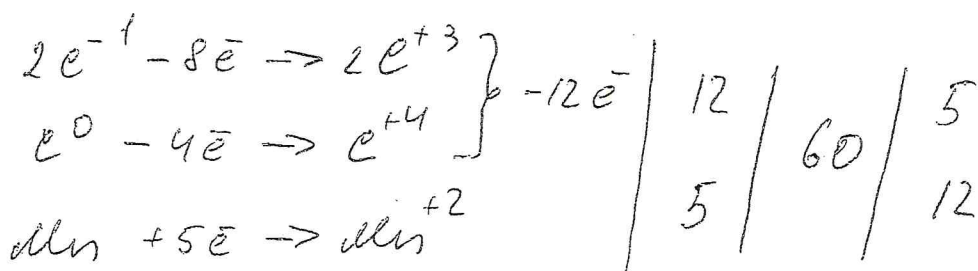 2C⁻¹ - 8ē → 2C⁺³ } -12ē | 12 | 60 | 5
C⁰ - 4ē → C⁺⁴
Mn +5ē → Mn⁺² | 5 | | 12